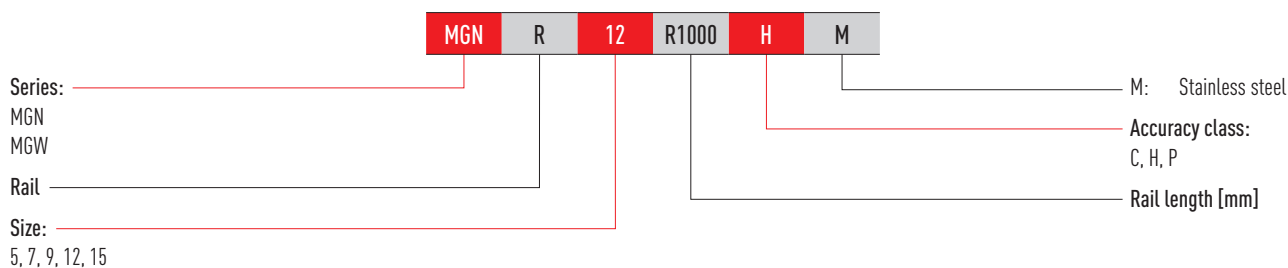 MGN R 12 R1000 H M
Series:
MGN
MGW
Rail
Size:
5, 7, 9, 12, 15
M: Stainless steel
Accuracy class:
C, H, P
Rail length [mm]